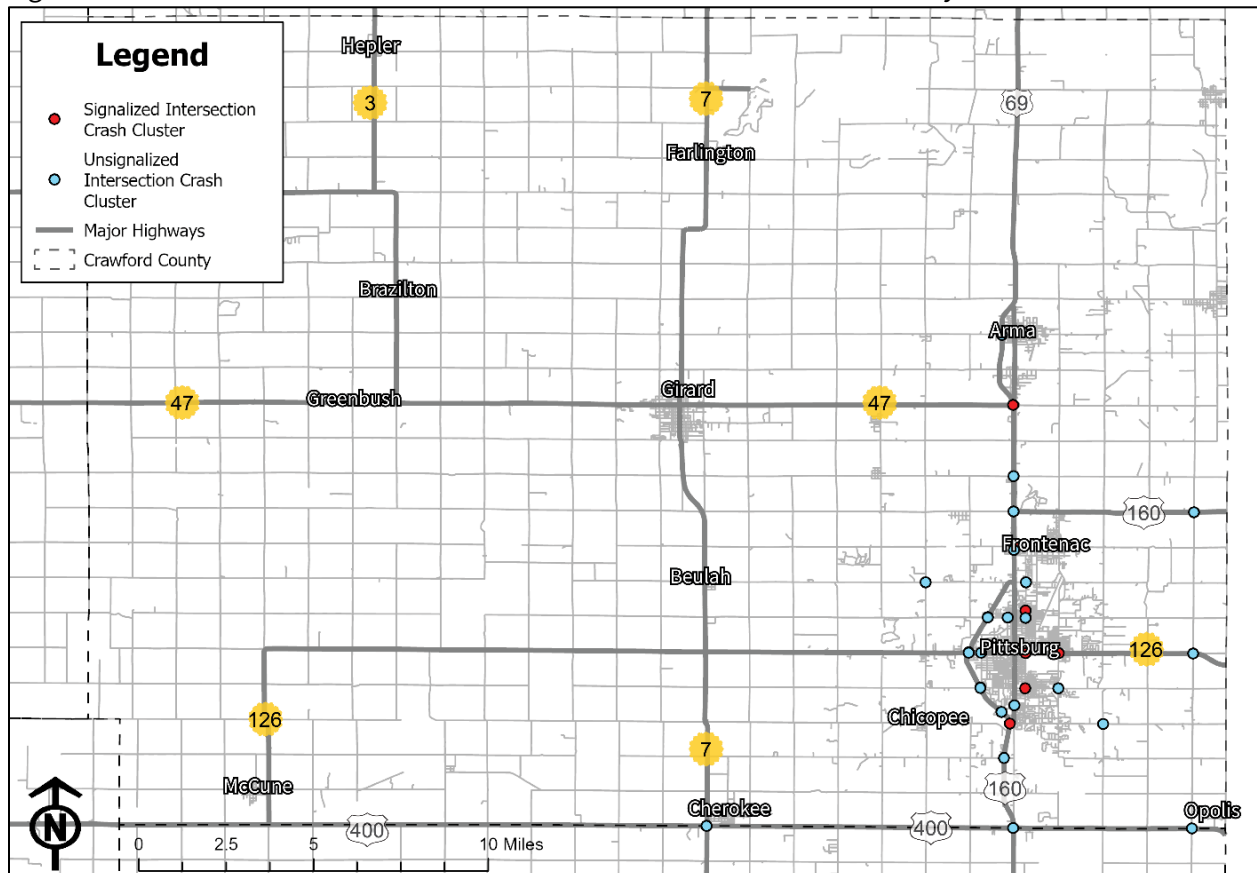 Legend
Signalized Intersection
Crash Cluster
Unsignalized
Intersection Crash
Cluster
Major Highways
Crawford County
Hepler
3
7
69
Farlington
Brazilton
Arma
Girard
Greenbush
47
47
160
Frontenac
Beulah
Pittsburg
126
126
Chicopee
7
McCune
160
Cherokee
Opolis
400
400
N
0 2.5 5 10 Miles